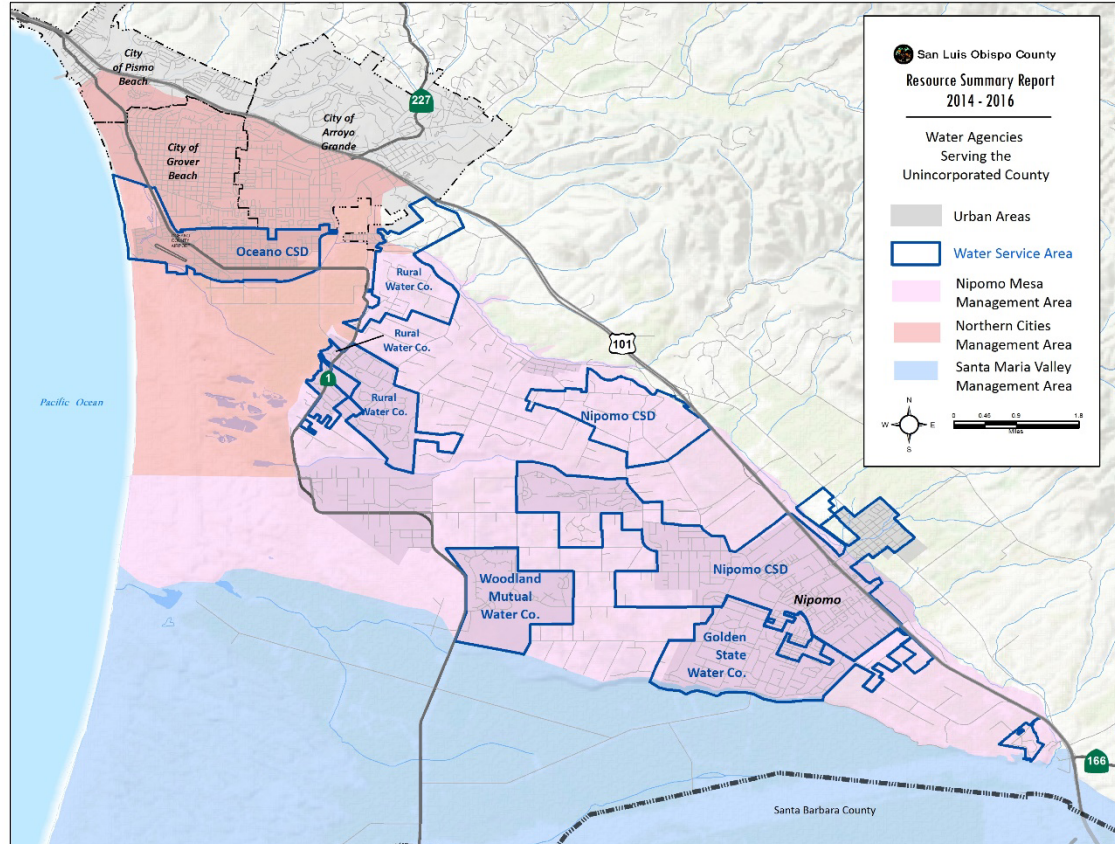 City
of Pismo
Beach
227
City of
Arroyo
Grande
City of
Grover
Beach
Oceano CSD
Rural
Water Co.
Rural
Water Co.
101
1
Rural
Water Co.
Pacific Ocean
Nipomo CSD
Woodland
Mutual
Water Co.
Nipomo CSD
Nipomo
Golden
State
Water Co.
166
Santa Barbara County
San Luis Obispo County
Resource Summary Report
2014 - 2016
Water Agencies
Serving the
Unincorporated County
Urban Areas
Water Service Area
Nipomo Mesa
Management Area
Northern Cities
Management Area
Santa Maria Valley
Management Area
N
W E
S
0 0.45 0.9 1.8
Miles